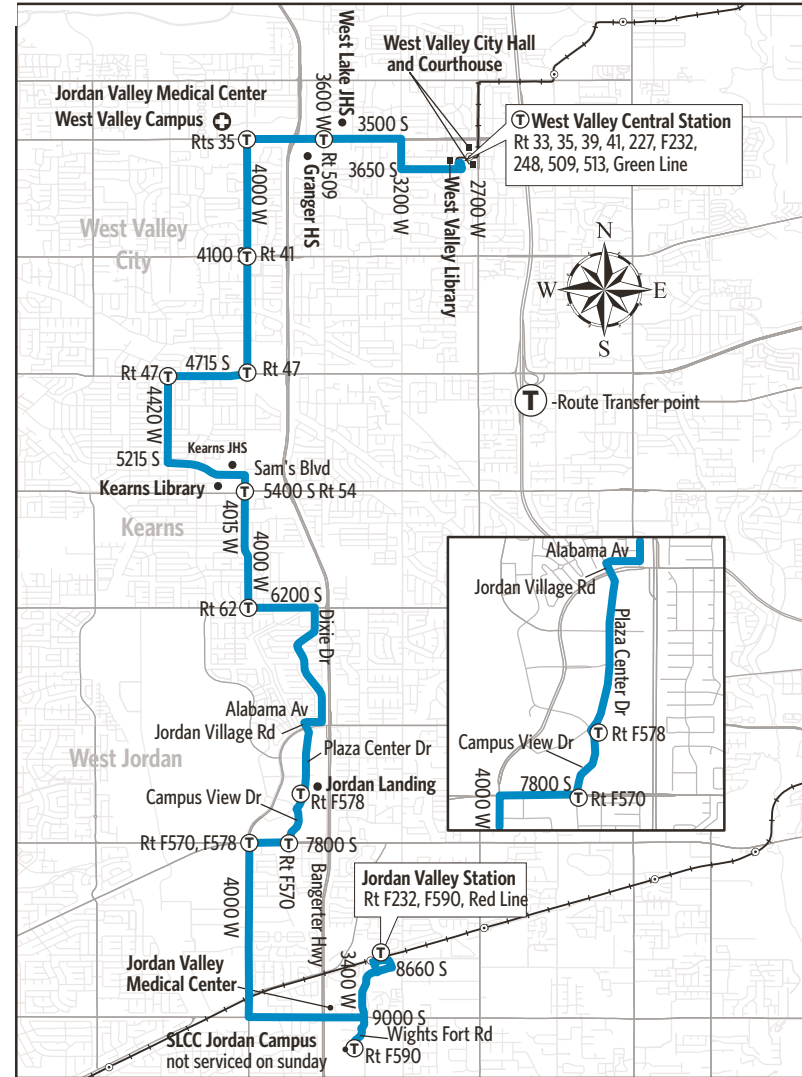 West Lake JHS
3600 W
West Valley City Hall
and Courthouse
Jordan Valley Medical Center
West Valley Campus
3500 S
T West Valley Central Station
Rt 33, 35, 39, 41, 227, F232,
248, 509, 513, Green Line
Rts 35
T
T
Rt 509
Granger HS
4000 W
3650 S
3200 W
West Valley Library
2700 W
West Valley
City
4100 S
T
Rt 41
N
W
E
S
Rt 47
T
4715 S
T
Rt 47
T
-Route Transfer point
4420 W
Kearns JHS
5215 S
Sam's Blvd
Kearns Library
T
5400 S Rt 54
Kearns
4015 W
4000 W
6200 S
Rt 62
T
Dixie Dr
Alabama Av
Jordan Village Rd
Plaza Center Dr
West Jordan
Jordan Landing
T
Rt F578
Campus View Dr
Rt F570, F578
T
T
7800 S
Rt F570
Bangerter Hwy
4000 W
Alabama Av
Jordan Village Rd
Plaza Center Dr
T
Rt F578
Campus View Dr
4000 W
7800 S
T
Rt F570
Jordan Valley Station
Rt F232, F590, Red Line
T
8660 S
3400 W
Jordan Valley
Medical Center
9000 S
SLCC Jordan Campus
not serviced on sunday
Wights Fort Rd
T
Rt F590